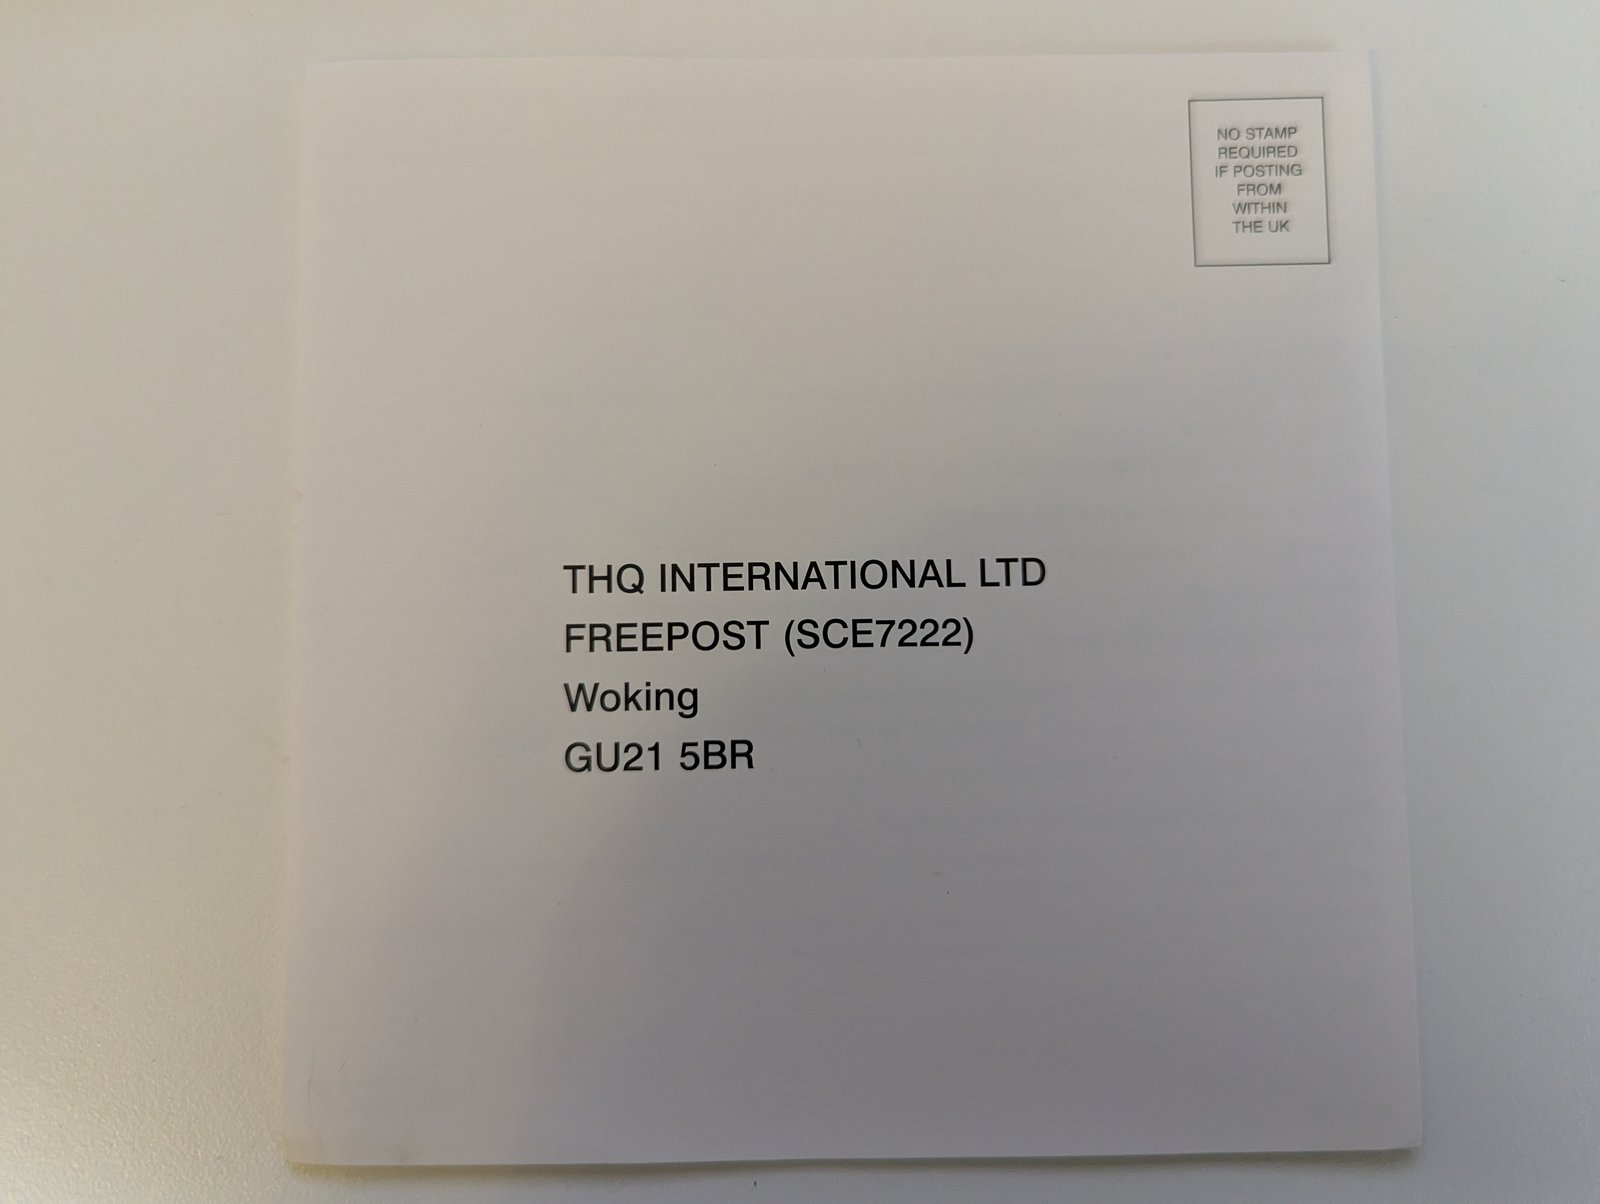 NO STAMP
REQUIRED
IF POSTING
FROM
WITHIN
THE UK
THQ INTERNATIONAL LTD
FREEPOST (SCE7222)
Woking
GU21 5BR